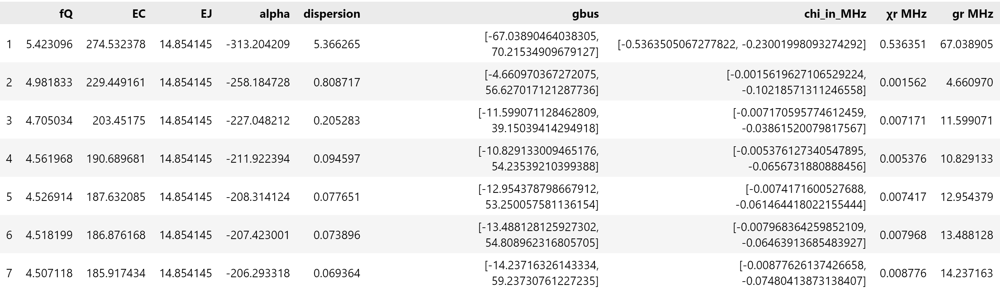 fQ EC EJ alpha dispersion gbus chi_in_MHz χr MHz gr MHz
1 5.423096 274.532378 14.854145 -313.204209 5.366265 [-67.03890464038305, 70.21534909679127] [-0.5363505067277822, -0.23001998093274292] 0.536351 67.038905
2 4.981833 229.449161 14.854145 -258.184728 0.808717 [-4.660970367272075, 56.627017121287736] [-0.0015619627106529224, -0.10218571311246558] 0.001562 4.660970
3 4.705034 203.45175 14.854145 -227.048212 0.205283 [-11.599071128462809, 39.15039414294918] [-0.007170595774612459, -0.03861520079817567] 0.007171 11.599071
4 4.561968 190.689681 14.854145 -211.922394 0.094597 [-10.829133009465176, 54.23539210399388] [-0.005376127340547895, -0.0656731880888456] 0.005376 10.829133
5 4.526914 187.632085 14.854145 -208.314124 0.077651 [-12.954378798667912, 53.250057581136154] [-0.0074171600527688, -0.061464418022155444] 0.007417 12.954379
6 4.518199 186.876168 14.854145 -207.423001 0.073896 [-13.488128125927302, 54.808962316805705] [-0.007968364259852109, -0.06463913685483927] 0.007968 13.488128
7 4.507118 185.917434 14.854145 -206.293318 0.069364 [-14.23716326143334, 59.23730761227235] [-0.00877626137426658, -0.07480413873138407] 0.008776 14.237163